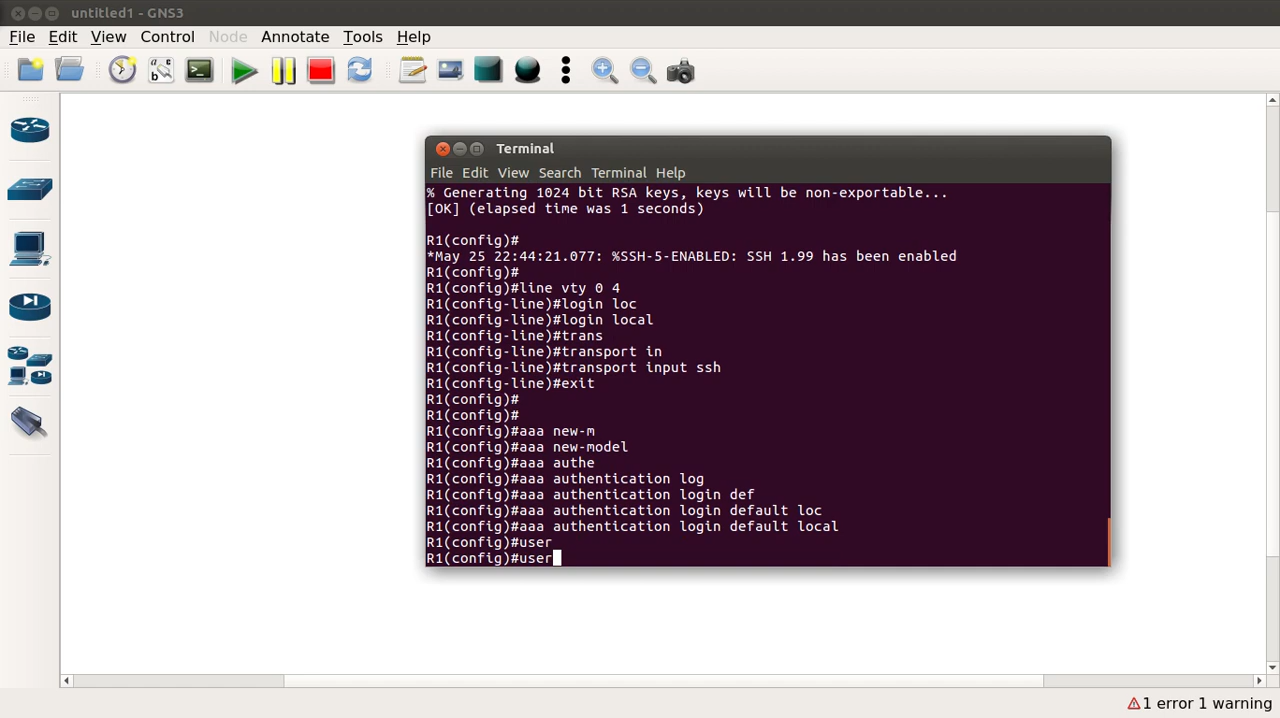 untitled1 - GNS3
File Edit View Control Node Annotate Tools Help
Terminal
File Edit View Search Terminal Help
% Generating 1024 bit RSA keys, keys will be non-exportable...
[OK] (elapsed time was 1 seconds)
R1(config)#
*May 25 22:44:21.077: %SSH-5-ENABLED: SSH 1.99 has been enabled
R1(config)#
R1(config)#line vty 0 4
R1(config-line)#login loc
R1(config-line)#login local
R1(config-line)#trans
R1(config-line)#transport in
R1(config-line)#transport input ssh
R1(config-line)#exit
R1(config)#
R1(config)#
R1(config)#aaa new-m
R1(config)#aaa new-model
R1(config)#aaa authe
R1(config)#aaa authentication log
R1(config)#aaa authentication login def
R1(config)#aaa authentication login default loc
R1(config)#aaa authentication login default local
R1(config)#user
R1(config)#user
1 error 1 warning